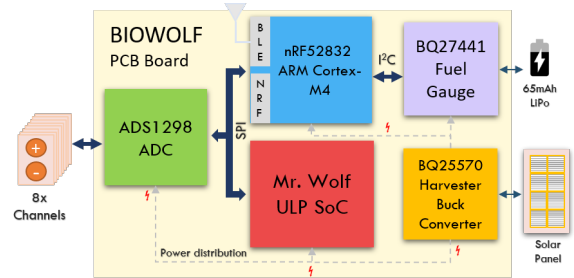 BIOWOLF
PCB Board
BLE
NRF
nRF52832
ARM Cortex-
M4
I²C
BQ27441
Fuel
Gauge
65mAh
LIPo
ADS1298
ADC
SPI
8x
Channels
Mr. Wolf
ULP SoC
BQ25570
Harvester
Buck
Converter
Solar
Panel
Power distribution